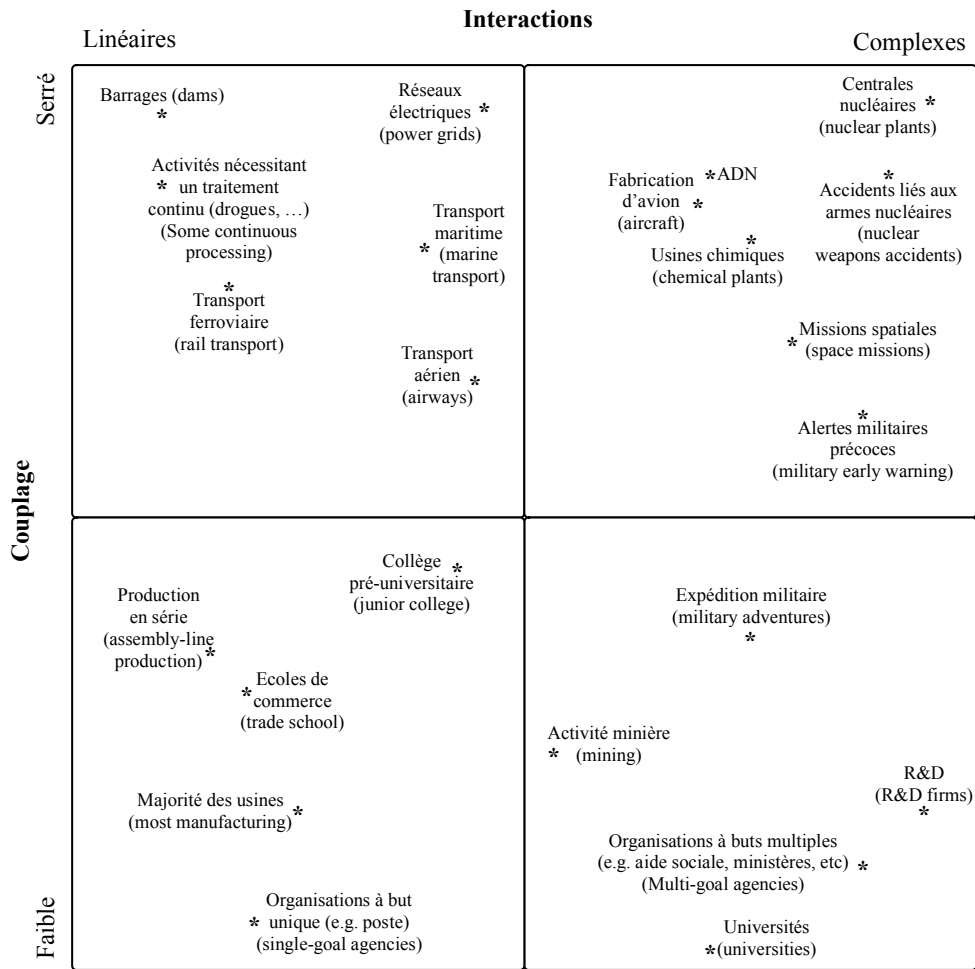 Interactions
Linéaires
Complexes
Serré
Couplage
Faible
Barrages (dams)
*
Réseaux
électriques *
(power grids)
Activités nécessitant
* un traitement
continu (drogues, …)
(Some continuous
processing)
Transport
maritime
* (marine
transport)
*
Transport
ferroviaire
(rail transport)
Transport
aérien *
(airways)
Centrales
nucléaires *
(nuclear plants)
* ADN
Fabrication
d’avion *
(aircraft)
*
Usines chimiques
(chemical plants)
*
Accidents liés aux
armes nucléaires
(nuclear
weapons accidents)
Missions spatiales
* (space missions)
*
Alertes militaires
précoces
(military early warning)
Collège *
pré-universitaire
(junior college)
Production
en série
(assembly-line
production) *
Ecoles de
* commerce
(trade school)
Majorité des usines
(most manufacturing) *
Organisations à but
* unique (e.g. poste)
(single-goal agencies)
Expédition militaire
(military adventures)
*
Activité minière
* (mining)
R&D
(R&D firms)
*
Organisations à buts multiples
(e.g. aide sociale, ministères, etc) *
(Multi-goal agencies)
Universités
* (universities)